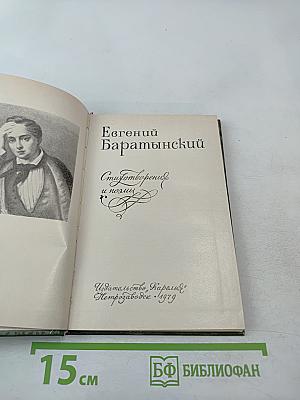 Евгений
Баратынский
Стихотворения
и поэмы
Издательство „Карелия“
Петрозаводск · 1979
15 см
БФ БИБЛИОФАН